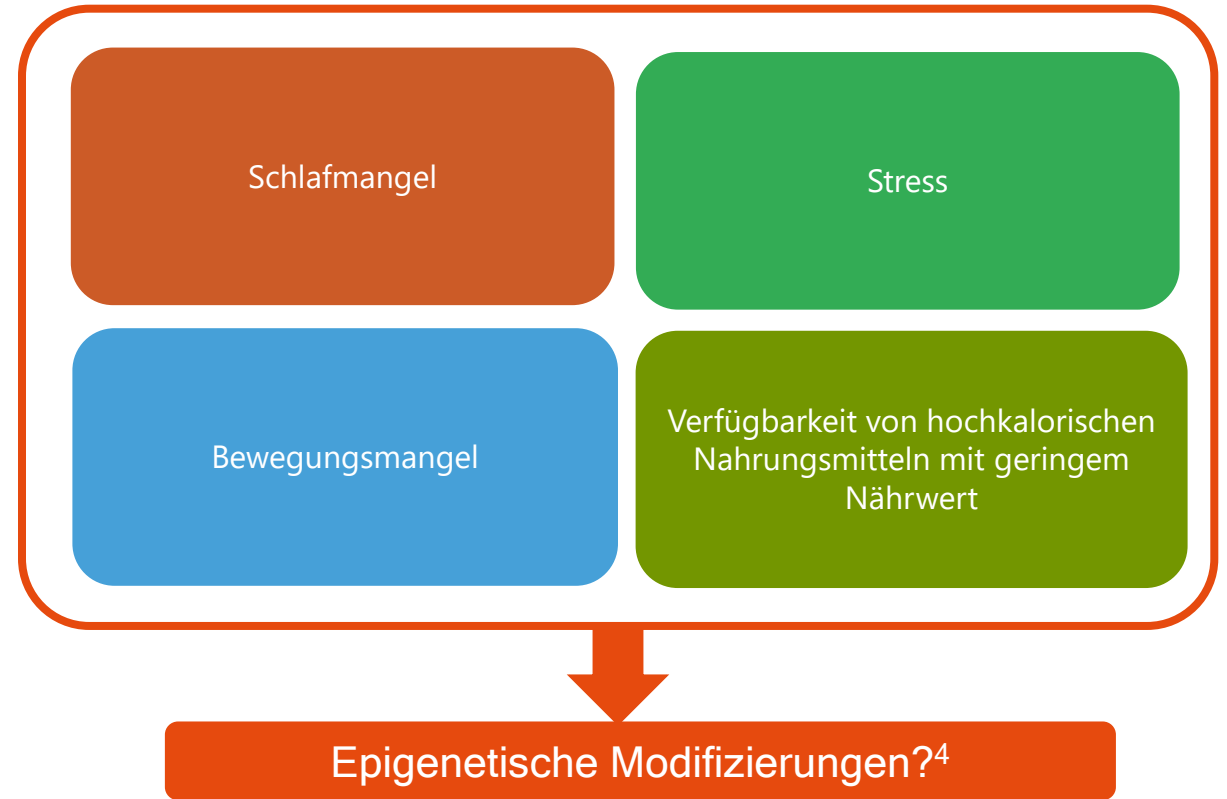 Schlafmangel
Stress
Bewegungsmangel
Verfügbarkeit von hochkalorischen
Nahrungsmitteln mit geringem
Nährwert
Epigenetische Modifizierungen?⁴